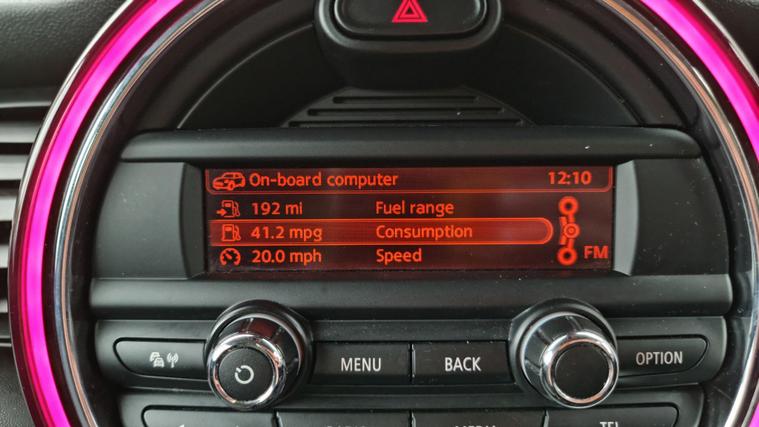 On-board computer 12:10
192 mi Fuel range
41.2 mpg Consumption
20.0 mph Speed
FM
MENU BACK OPTION